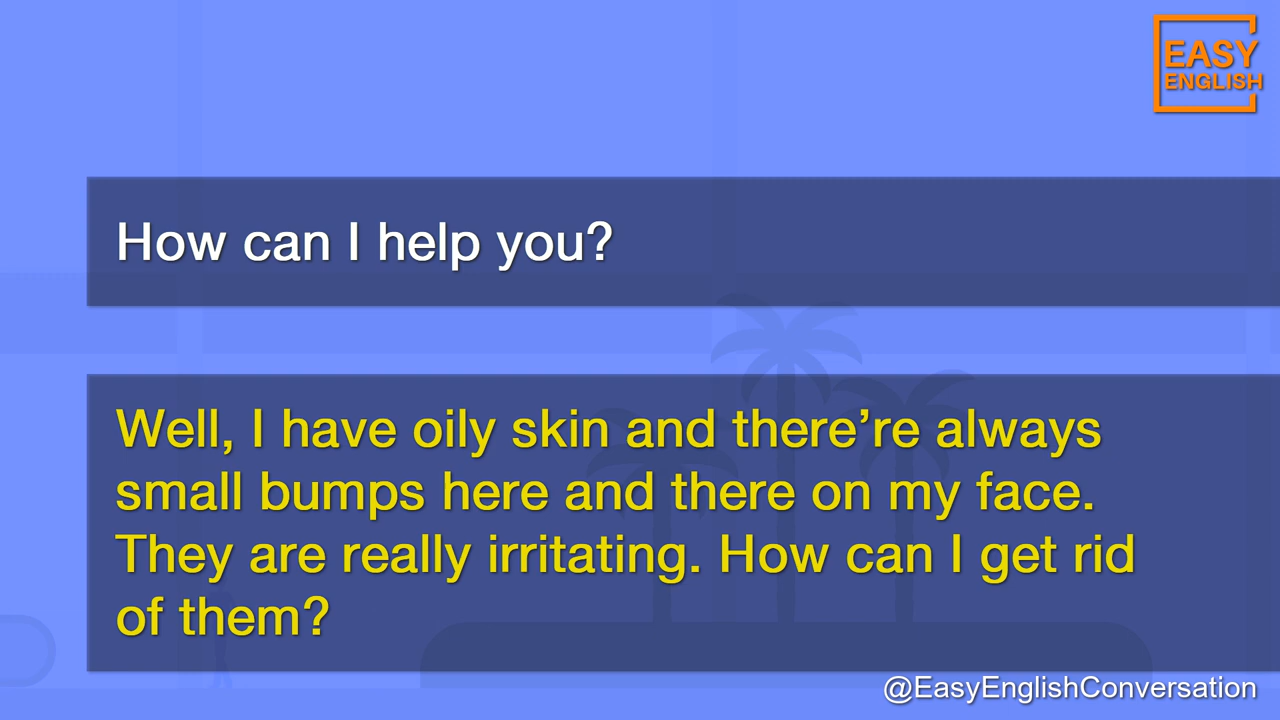 EASY
ENGLISH
How can I help you?
Well, I have oily skin and there’re always
small bumps here and there on my face.
They are really irritating. How can I get rid
of them?
@EasyEnglishConversation